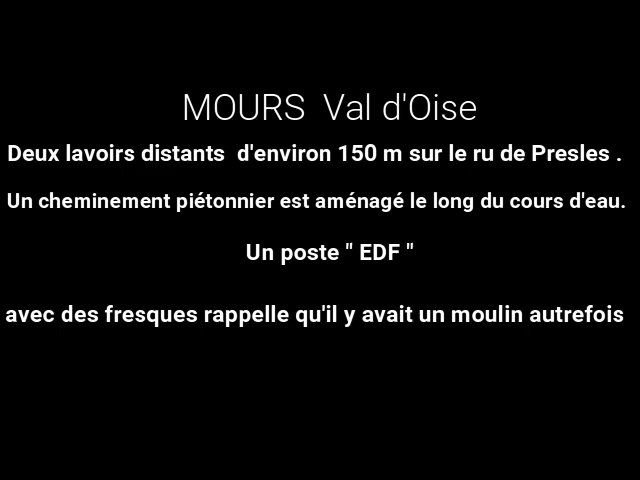 MOURS  Val d'Oise
Deux lavoirs distants  d'environ 150 m sur le ru de Presles .
Un cheminement piétonnier est aménagé le long du cours d'eau.
Un poste " EDF "
avec des fresques rappelle qu'il y avait un moulin autrefois